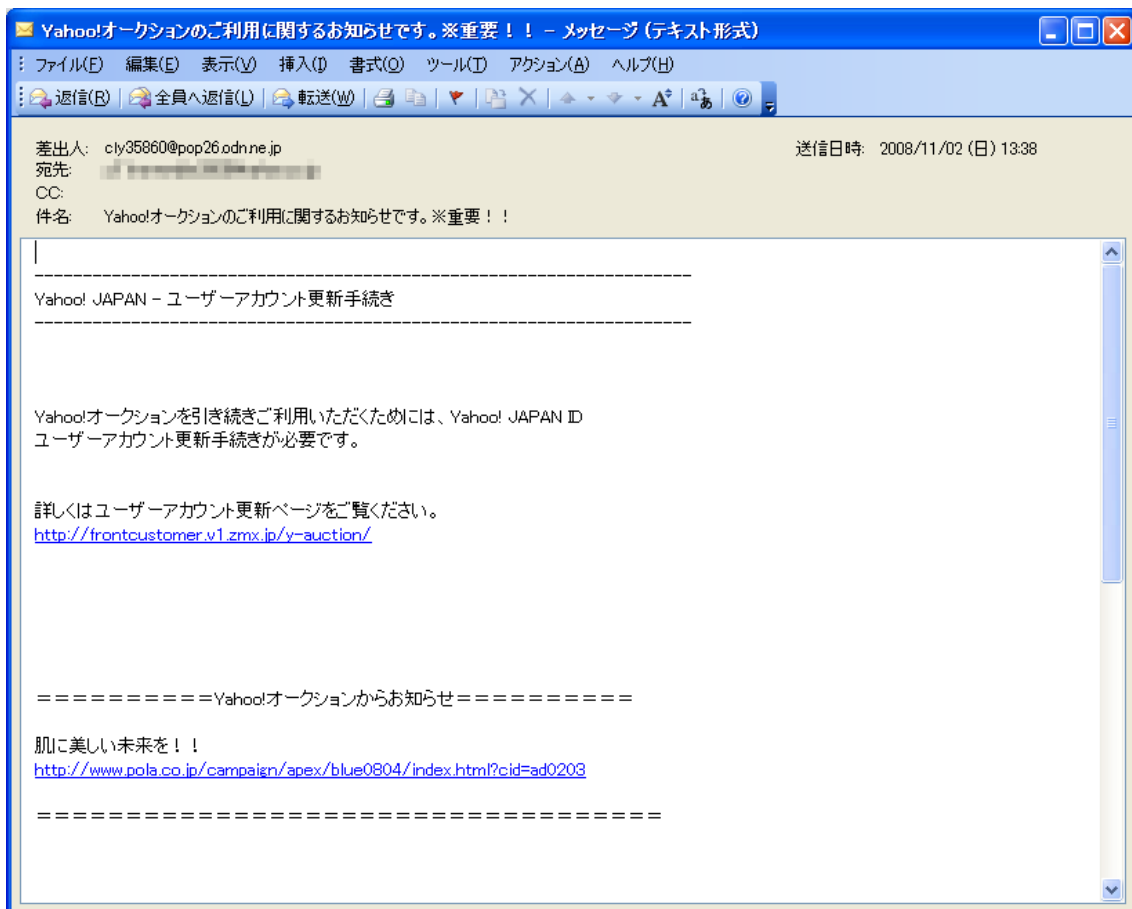 Yahoo!オークションのご利用に関するお知らせです。※重要！！ － メッセージ (テキスト形式)
ファイル(F) 編集(E) 表示(V) 挿入(I) 書式(O) ツール(T) アクション(A) ヘルプ(H)
返信(R) 全員へ返信(L) 転送(W)
差出人: cly35860@pop26.odn.ne.jp 送信日時: 2008/11/02 (日) 13:38
宛先:
CC:
件名: Yahoo!オークションのご利用に関するお知らせです。※重要！！
----------------------------------------------------------------------
Yahoo! JAPAN － ユーザーアカウント更新手続き
----------------------------------------------------------------------
Yahoo!オークションを引き続きご利用いただくためには、Yahoo! JAPAN ID
ユーザーアカウント更新手続きが必要です。
詳しくはユーザーアカウント更新ページをご覧ください。
http://frontcustomer.v1.zmx.jp/y-auction/
＝＝＝＝＝＝＝＝＝＝Yahoo!オークションからお知らせ＝＝＝＝＝＝＝＝＝＝
肌に美しい未来を！！
http://www.pola.co.jp/campaign/apex/blue0804/index.html?cid=ad0203
＝＝＝＝＝＝＝＝＝＝＝＝＝＝＝＝＝＝＝＝＝＝＝＝＝＝＝＝＝＝＝＝＝＝＝